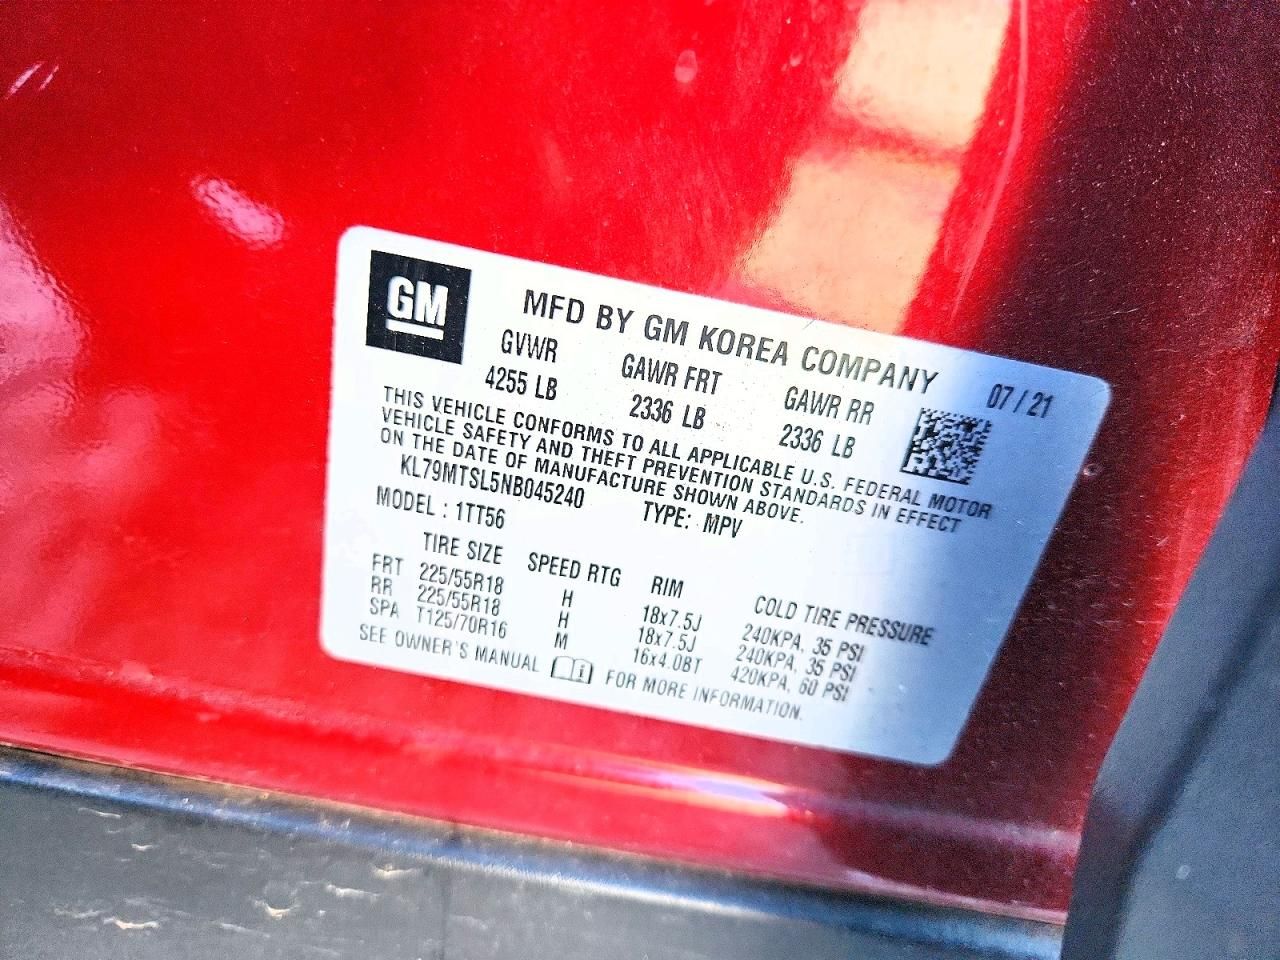 GM
MFD BY GM KOREA COMPANY 07/21
GVWR GAWR FRT GAWR RR
4255 LB 2336 LB 2336 LB
THIS VEHICLE CONFORMS TO ALL APPLICABLE U.S. FEDERAL MOTOR
VEHICLE SAFETY AND THEFT PREVENTION STANDARDS IN EFFECT
ON THE DATE OF MANUFACTURE SHOWN ABOVE.
KL79MTSL5NB045240 TYPE: MPV
MODEL : 1TT56
TIRE SIZE SPEED RTG RIM COLD TIRE PRESSURE
FRT 225/55R18 H 18x7.5J 240KPA, 35 PSI
RR 225/55R18 H 18x7.5J 240KPA, 35 PSI
SPA T125/70R16 M 16x4.0BT 420KPA, 60 PSI
SEE OWNER'S MANUAL FOR MORE INFORMATION.